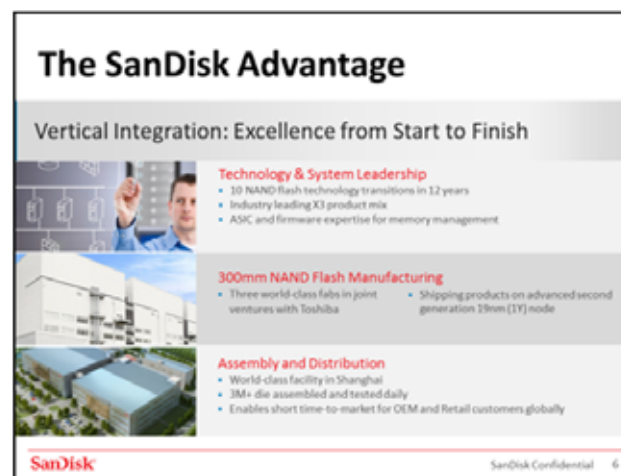 The SanDisk Advantage
Vertical Integration: Excellence from Start to Finish
Technology & System Leadership
▪ 10 NAND flash technology transitions in 12 years
▪ Industry leading X3 product mix
▪ ASIC and firmware expertise for memory management
300mm NAND Flash Manufacturing
▪ Three world-class fabs in joint
ventures with Toshiba
▪ Shipping products on advanced second
generation 19nm (1Y) node
Assembly and Distribution
▪ World-class facility in Shanghai
▪ 3M+ die assembled and tested daily
▪ Enables short time-to-market for OEM and Retail customers globally
SanDisk
SanDisk Confidential 6